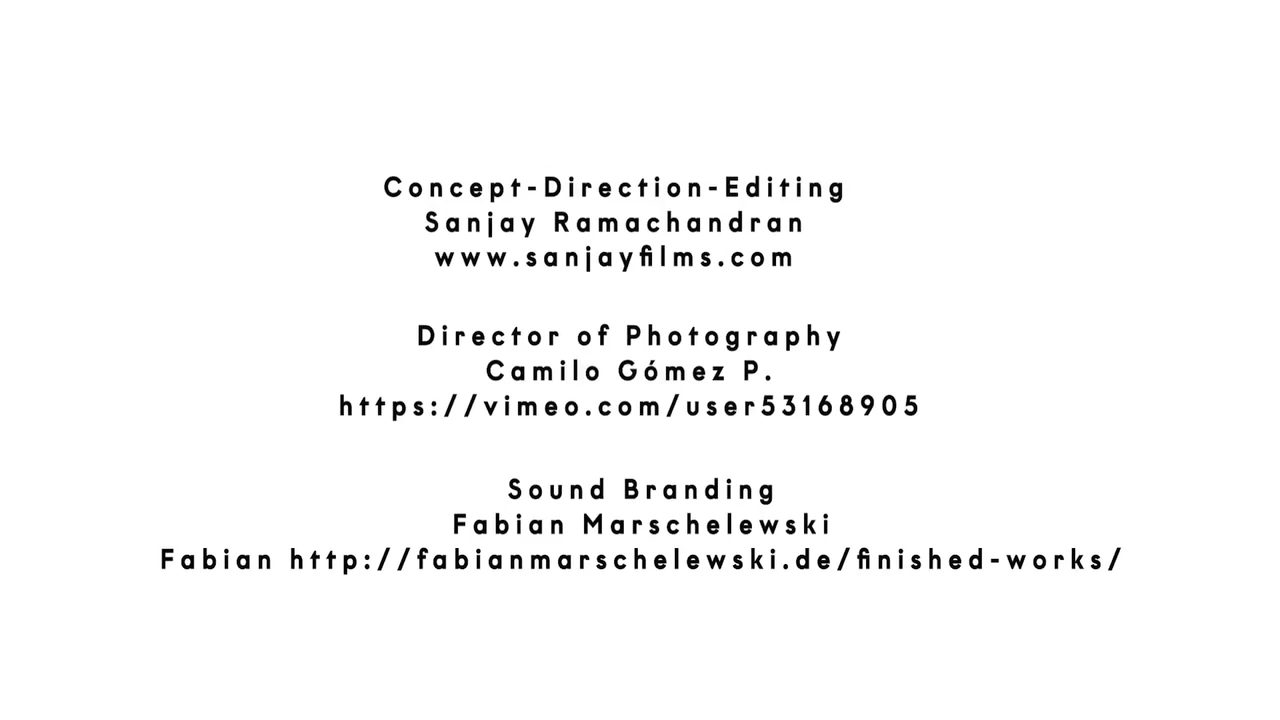 Concept-Direction-Editing
Sanjay Ramachandran
www.sanjayfilms.com
Director of Photography
Camilo Gómez P.
https://vimeo.com/user53168905
Sound Branding
Fabian Marschelewski
Fabian http://fabianmarschelewski.de/finished-works/